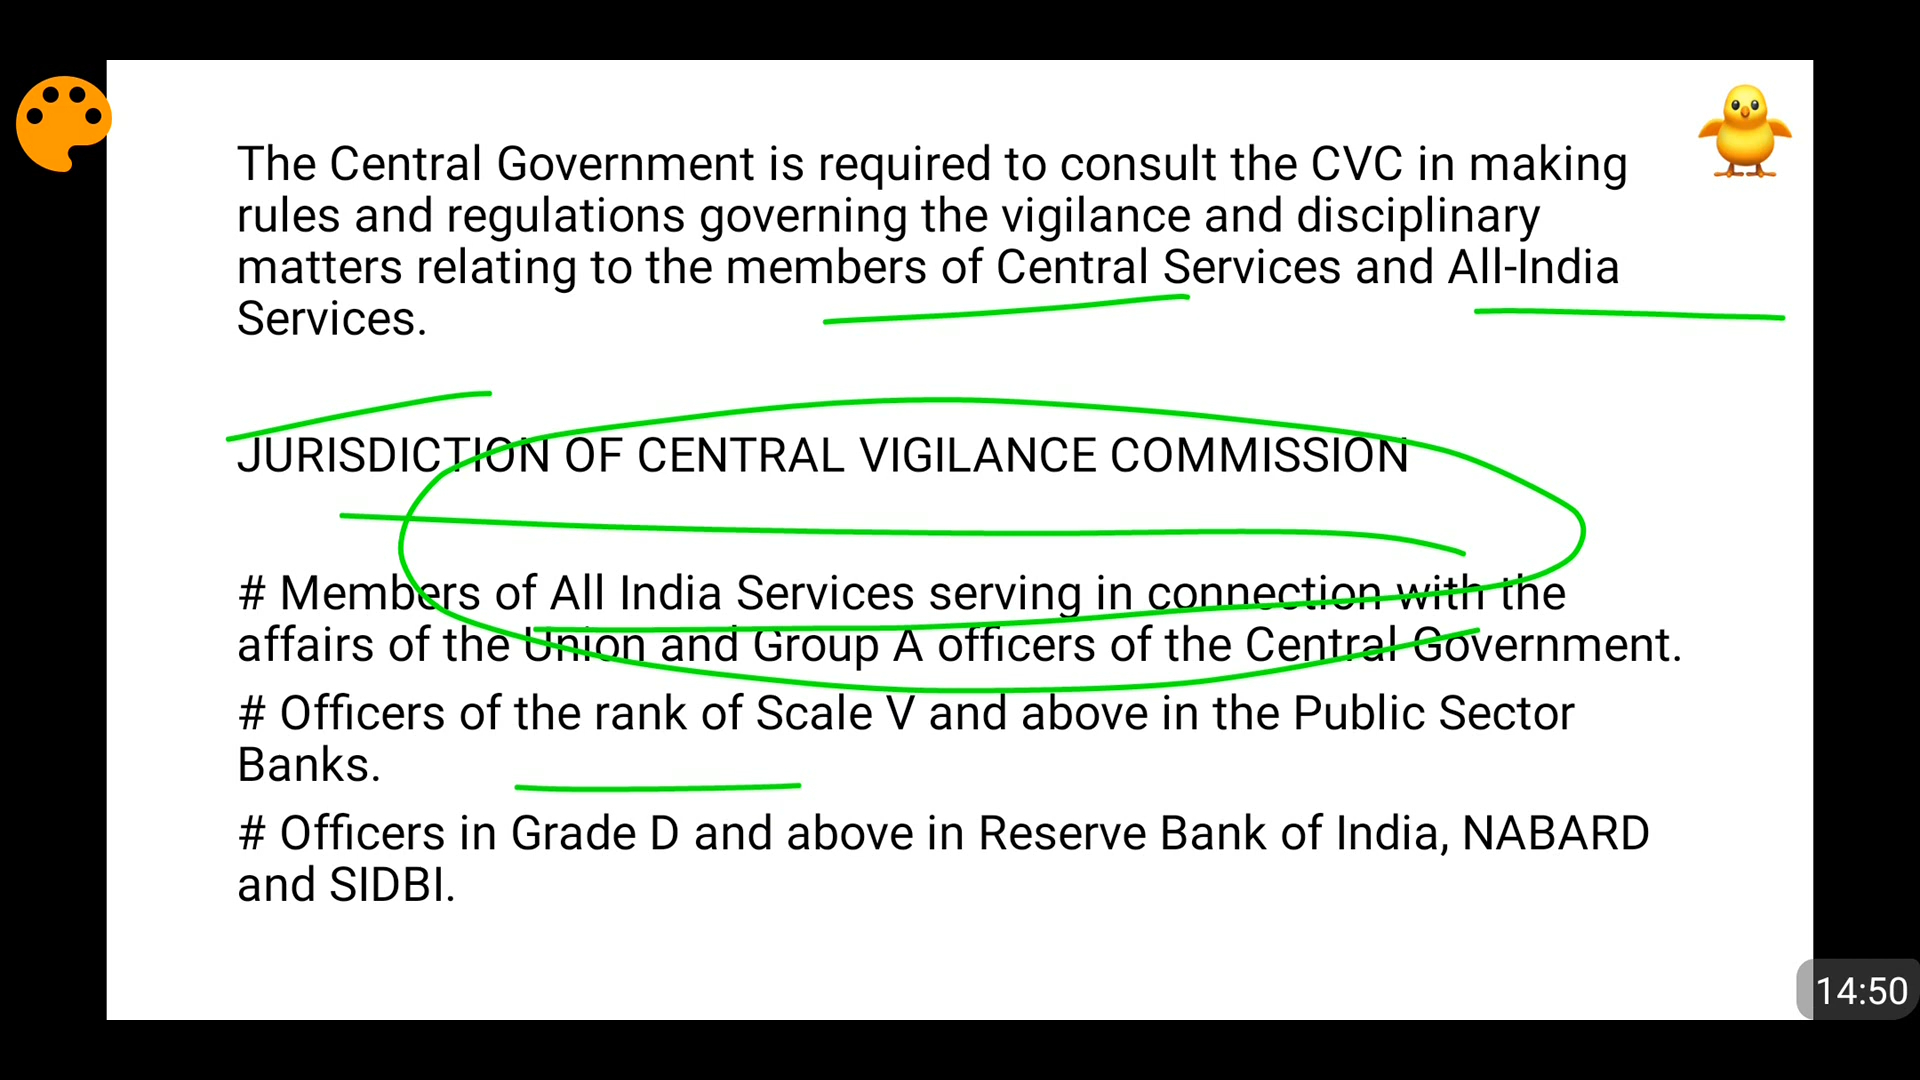 The Central Government is required to consult the CVC in making
rules and regulations governing the vigilance and disciplinary
matters relating to the members of Central Services and All-India
Services.
JURISDICTION OF CENTRAL VIGILANCE COMMISSION
# Members of All India Services serving in connection with the
affairs of the Union and Group A officers of the Central Government.
# Officers of the rank of Scale V and above in the Public Sector
Banks.
# Officers in Grade D and above in Reserve Bank of India, NABARD
and SIDBI.
14:50